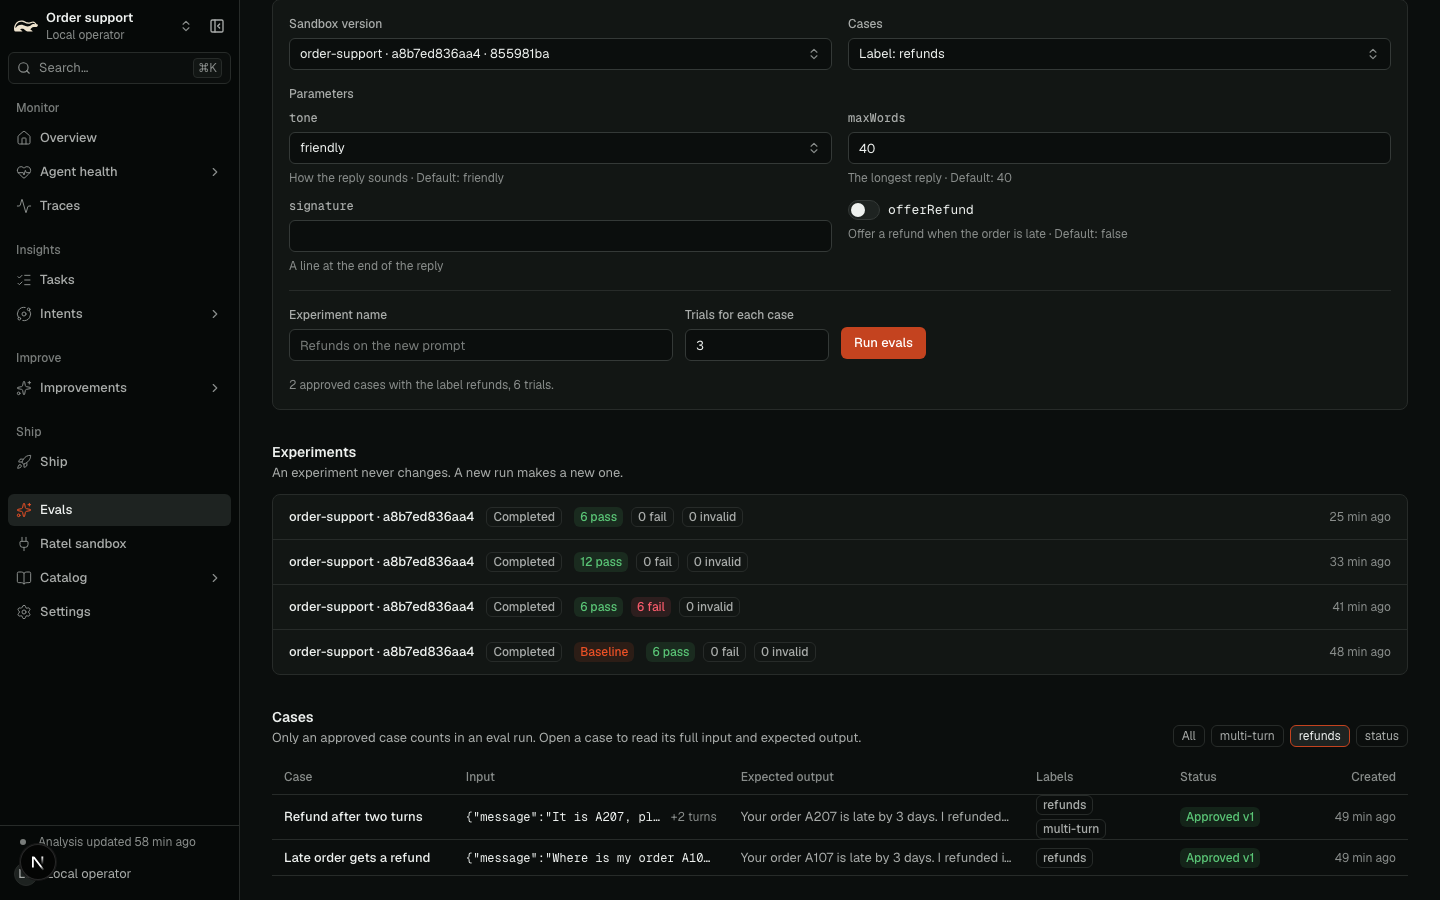 Order support
Local operator
Search...
⌘K
Monitor
Overview
Agent health
Traces
Insights
Tasks
Intents
Improve
Improvements
Ship
Ship
Evals
Ratel sandbox
Catalog
Settings
Analysis updated 58 min ago
N
Local operator
Sandbox version
order-support · a8b7ed836aa4 · 855981ba
Cases
Label: refunds
Parameters
tone
friendly
How the reply sounds · Default: friendly
maxWords
40
The longest reply · Default: 40
signature
A line at the end of the reply
offerRefund
Offer a refund when the order is late · Default: false
Experiment name
Refunds on the new prompt
Trials for each case
3
Run evals
2 approved cases with the label refunds, 6 trials.
Experiments
An experiment never changes. A new run makes a new one.
order-support · a8b7ed836aa4 Completed 6 pass 0 fail 0 invalid 25 min ago
order-support · a8b7ed836aa4 Completed 12 pass 0 fail 0 invalid 33 min ago
order-support · a8b7ed836aa4 Completed 6 pass 6 fail 0 invalid 41 min ago
order-support · a8b7ed836aa4 Completed Baseline 6 pass 0 fail 0 invalid 48 min ago
Cases
Only an approved case counts in an eval run. Open a case to read its full input and expected output.
All multi-turn refunds status
Case Input Expected output Labels Status Created
Refund after two turns {"message":"It is A207, pl… +2 turns Your order A207 is late by 3 days. I refunded… refunds multi-turn Approved v1 49 min ago
Late order gets a refund {"message":"Where is my order A10… Your order A107 is late by 3 days. I refunded i… refunds Approved v1 49 min ago